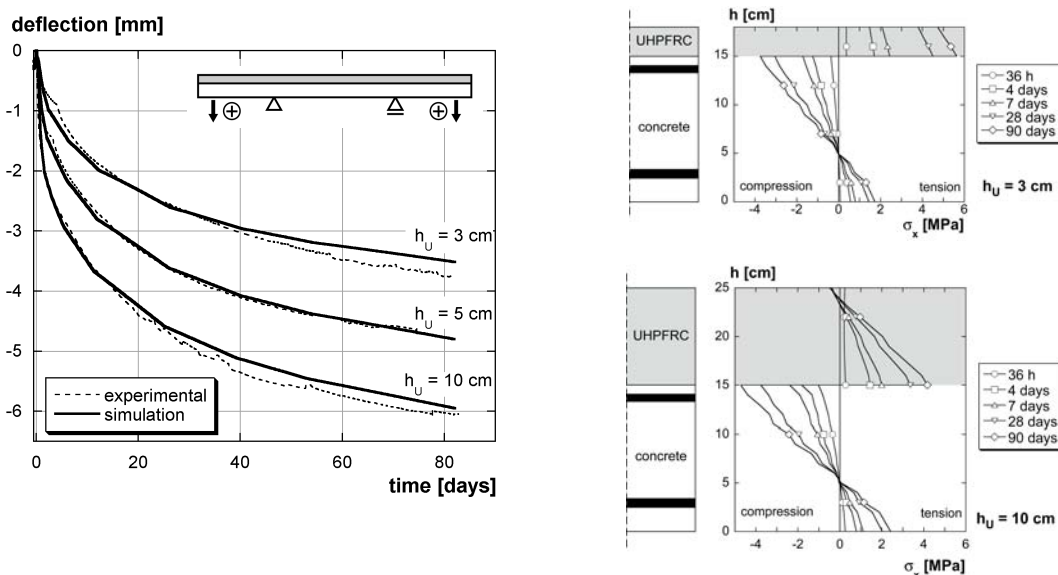 deflection [mm]
0
-1
-2
-3
-4
-5
-6
h_U = 3 cm
h_U = 5 cm
h_U = 10 cm
experimental
simulation
0 20 40 60 80
time [days]
h [cm]
UHPFRC
concrete
20
15
10
5
0
compression
tension
-4 -2 0 2 4 6
σ_x [MPa]
36 h
4 days
7 days
28 days
90 days
h_U = 3 cm
h [cm]
UHPFRC
concrete
25
20
15
10
5
0
compression
tension
-4 -2 0 2 4 6
σ_x [MPa]
36 h
4 days
7 days
28 days
90 days
h_U = 10 cm